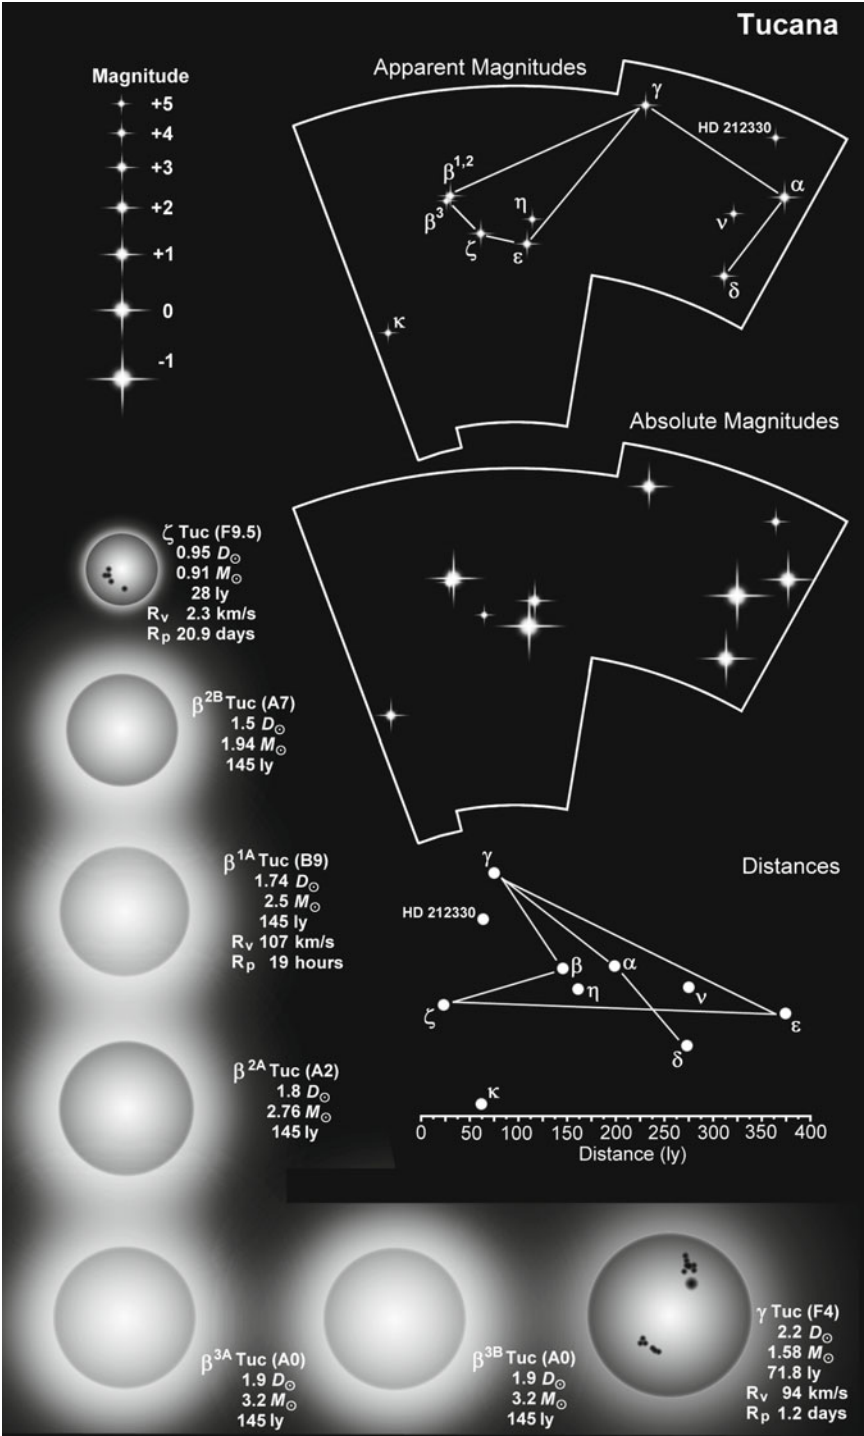 Tucana
Magnitude
+5
+4
+3
+2
+1
0
-1
Apparent Magnitudes
γ
HD 212330
β1,2
β3
η
ζ
ε
α
ν
δ
κ
Absolute Magnitudes
ζ Tuc (F9.5)
0.95 D☉
0.91 M☉
28 ly
Rv 2.3 km/s
Rp 20.9 days
β2B Tuc (A7)
1.5 D☉
1.94 M☉
145 ly
β1A Tuc (B9)
1.74 D☉
2.5 M☉
145 ly
Rv 107 km/s
Rp 19 hours
β2A Tuc (A2)
1.8 D☉
2.76 M☉
145 ly
Distances
γ
HD 212330
β
α
η
ν
ζ
ε
δ
κ
0 50 100 150 200 250 300 350 400
Distance (ly)
β3A Tuc (A0)
1.9 D☉
3.2 M☉
145 ly
β3B Tuc (A0)
1.9 D☉
3.2 M☉
145 ly
γ Tuc (F4)
2.2 D☉
1.58 M☉
71.8 ly
Rv 94 km/s
Rp 1.2 days